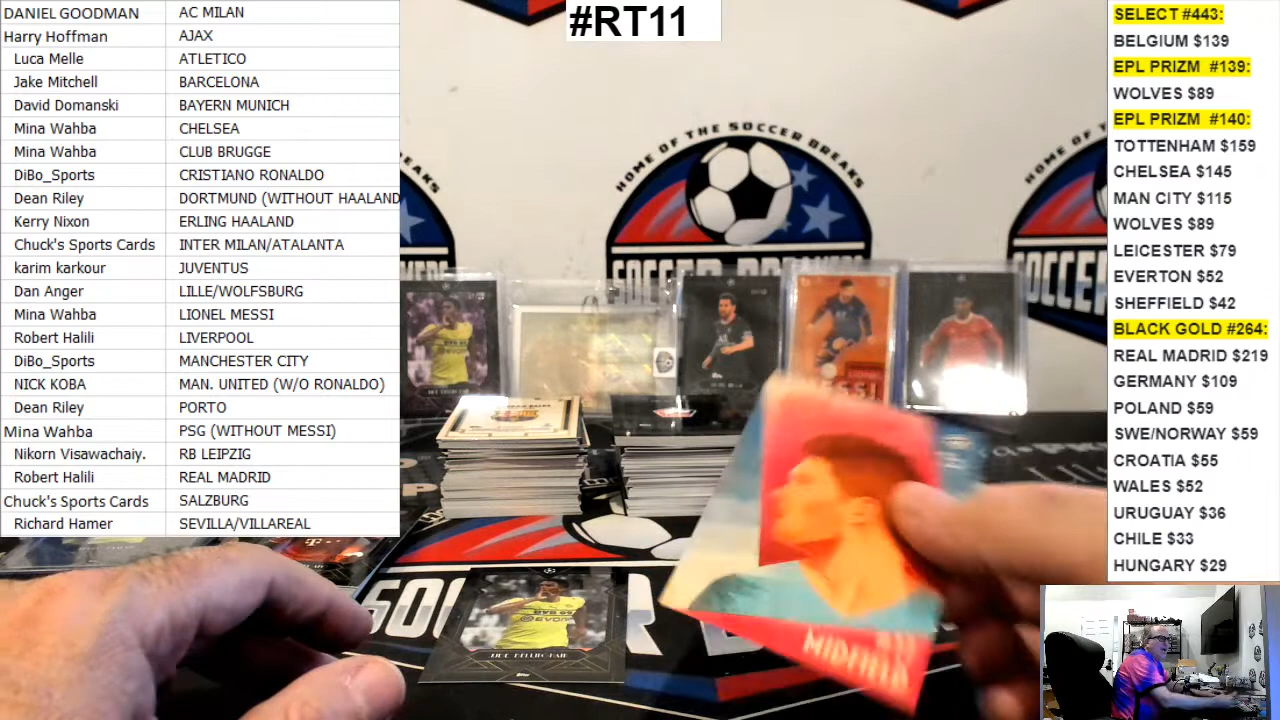 #RT11
DANIEL GOODMAN AC MILAN
Harry Hoffman AJAX
Luca Melle ATLETICO
Jake Mitchell BARCELONA
David Domanski BAYERN MUNICH
Mina Wahba CHELSEA
Mina Wahba CLUB BRUGGE
DiBo_Sports CRISTIANO RONALDO
Dean Riley DORTMUND (WITHOUT HAALAND
Kerry Nixon ERLING HAALAND
Chuck's Sports Cards INTER MILAN/ATALANTA
karim karkour JUVENTUS
Dan Anger LILLE/WOLFSBURG
Mina Wahba LIONEL MESSI
Robert Halili LIVERPOOL
DiBo_Sports MANCHESTER CITY
NICK KOBA MAN. UNITED (W/O RONALDO)
Dean Riley PORTO
Mina Wahba PSG (WITHOUT MESSI)
Nikorn Visawachaiy. RB LEIPZIG
Robert Halili REAL MADRID
Chuck's Sports Cards SALZBURG
Richard Hamer SEVILLA/VILLAREAL
SELECT #443:
BELGIUM $139
EPL PRIZM #139:
WOLVES $89
EPL PRIZM #140:
TOTTENHAM $159
CHELSEA $145
MAN CITY $115
WOLVES $89
LEICESTER $79
EVERTON $52
SHEFFIELD $42
BLACK GOLD #264:
REAL MADRID $219
GERMANY $109
POLAND $59
SWE/NORWAY $59
CROATIA $55
WALES $52
URUGUAY $36
CHILE $33
HUNGARY $29
HOME OF THE SOCCER BREAKS
SOCCER BREAKERS